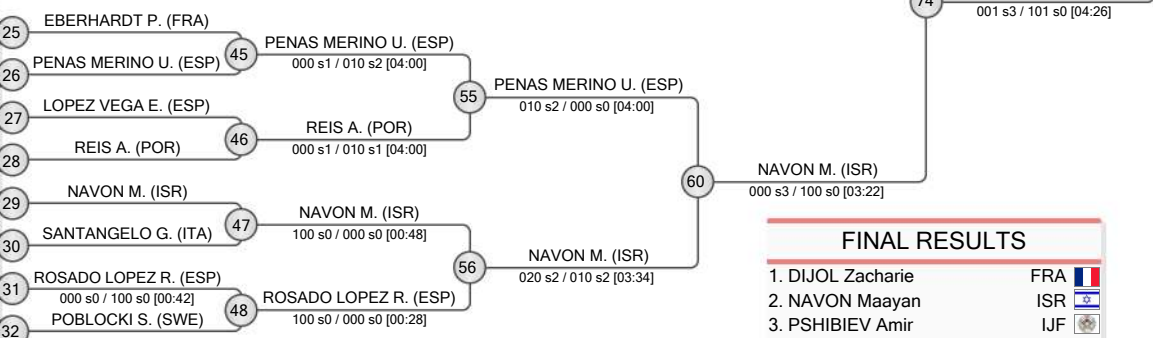 74
001 s3 / 101 s0 [04:26]
25
EBERHARDT P. (FRA)
26
PENAS MERINO U. (ESP)
45
PENAS MERINO U. (ESP)
000 s1 / 010 s2 [04:00]
27
LOPEZ VEGA E. (ESP)
28
REIS A. (POR)
46
REIS A. (POR)
000 s1 / 010 s1 [04:00]
55
PENAS MERINO U. (ESP)
010 s2 / 000 s0 [04:00]
29
NAVON M. (ISR)
30
SANTANGELO G. (ITA)
47
NAVON M. (ISR)
100 s0 / 000 s0 [00:48]
31
ROSADO LOPEZ R. (ESP)
000 s0 / 100 s0 [00:42]
32
POBLOCKI S. (SWE)
48
ROSADO LOPEZ R. (ESP)
100 s0 / 000 s0 [00:28]
56
NAVON M. (ISR)
020 s2 / 010 s2 [03:34]
60
NAVON M. (ISR)
000 s3 / 100 s0 [03:22]
FINAL RESULTS
1. DIJOL Zacharie FRA
2. NAVON Maayan ISR
3. PSHIBIEV Amir IJF